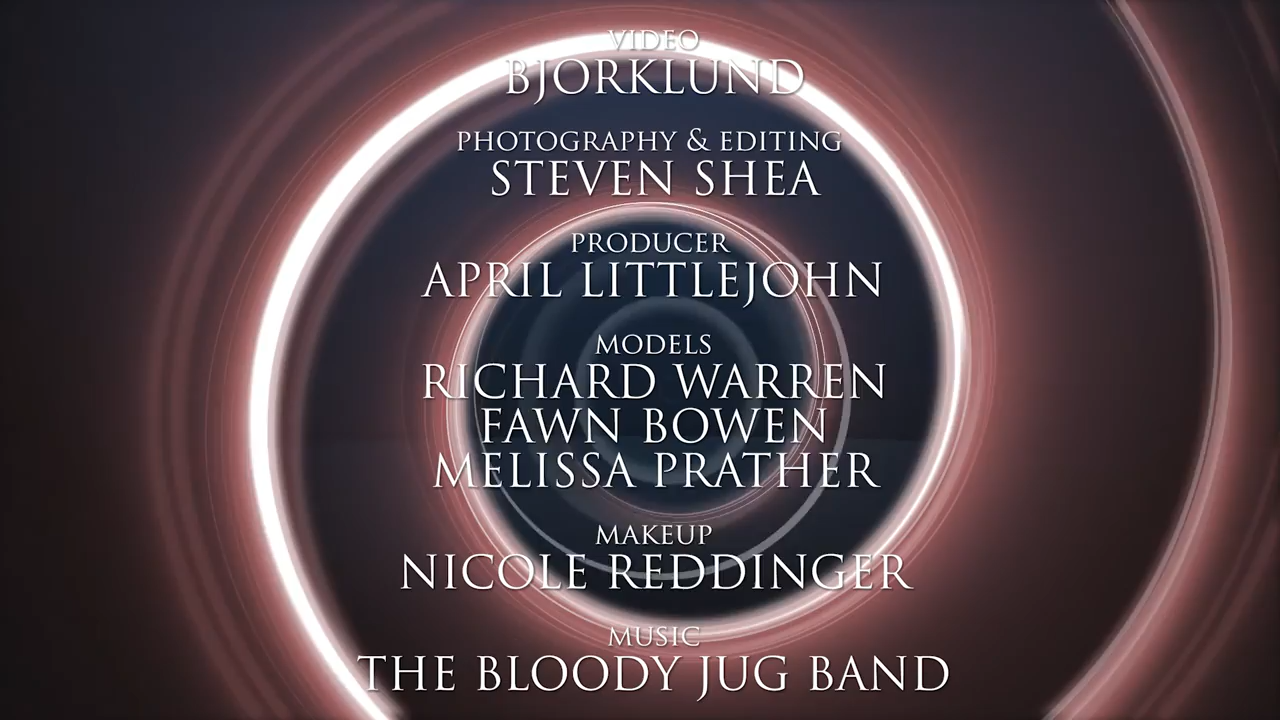 VIDEO
BJORKLUND
PHOTOGRAPHY & EDITING
STEVEN SHEA
PRODUCER
APRIL LITTLEJOHN
MODELS
RICHARD WARREN
FAWN BOWEN
MELISSA PRATHER
MAKEUP
NICOLE REDDINGER
MUSIC
THE BLOODY JUG BAND